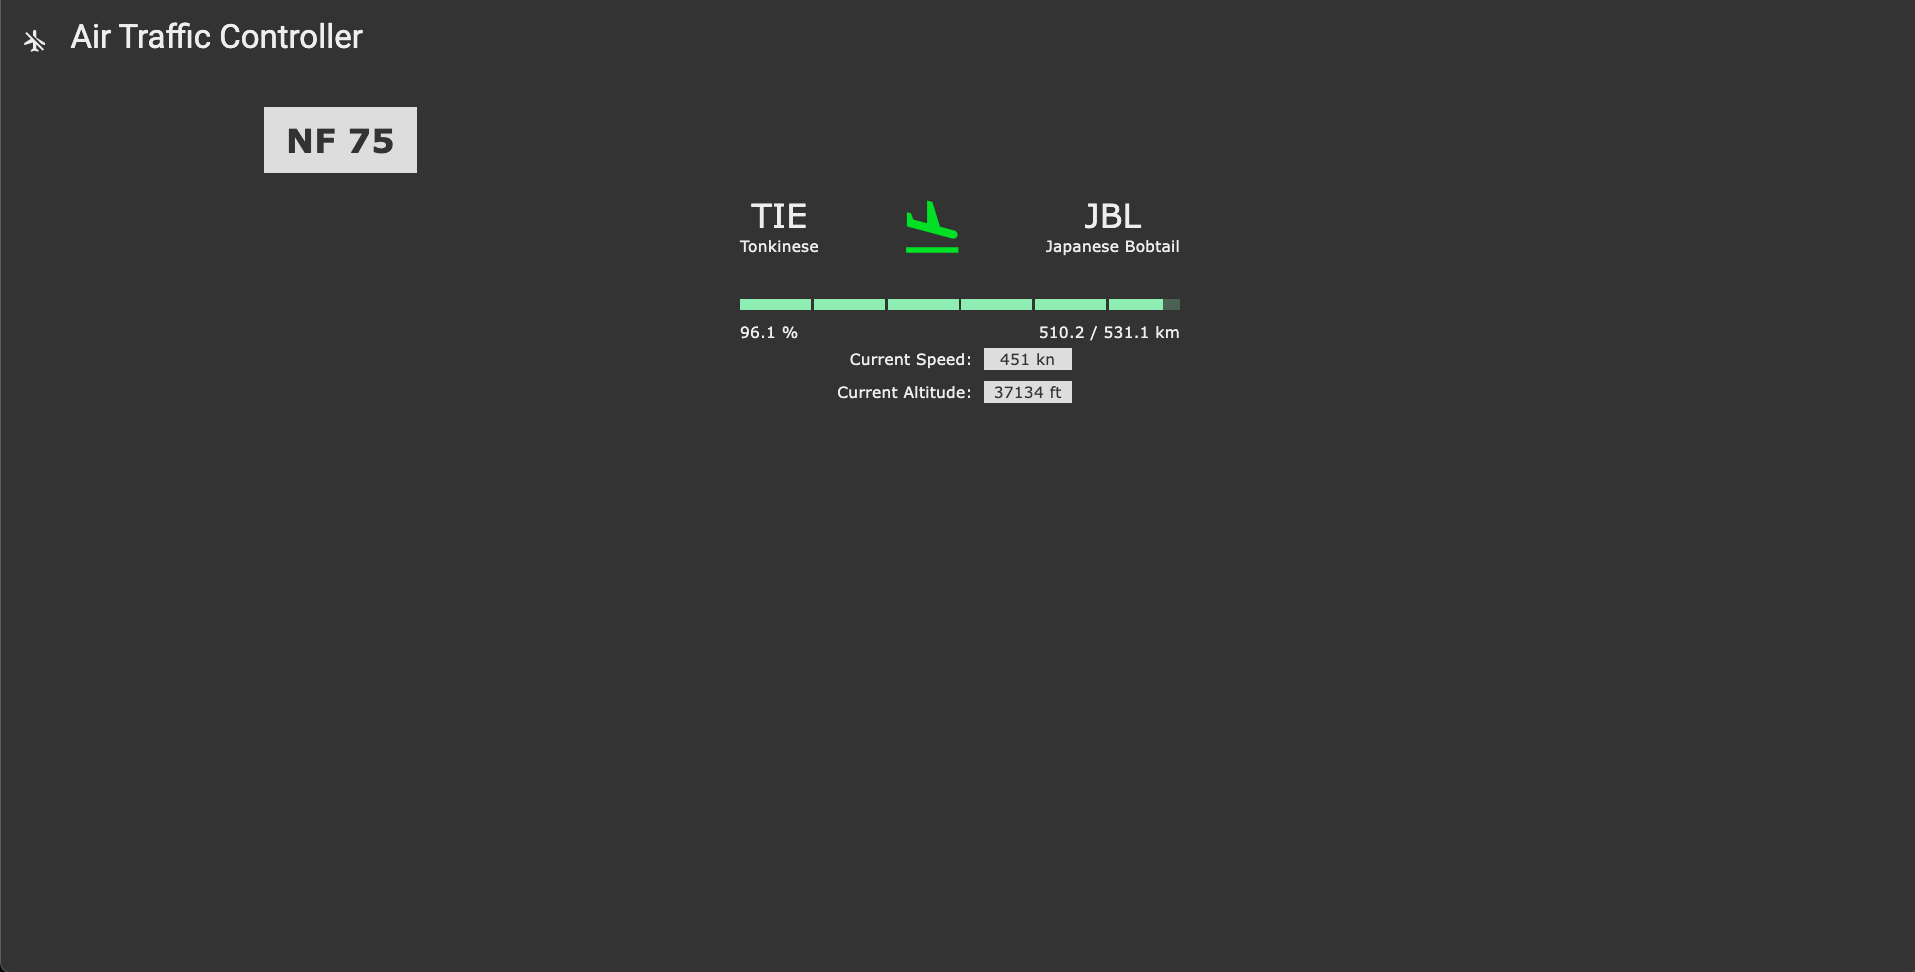 Air Traffic Controller
NF 75
TIE
Tonkinese
JBL
Japanese Bobtail
96.1 %
510.2 / 531.1 km
Current Speed: 451 kn
Current Altitude: 37134 ft